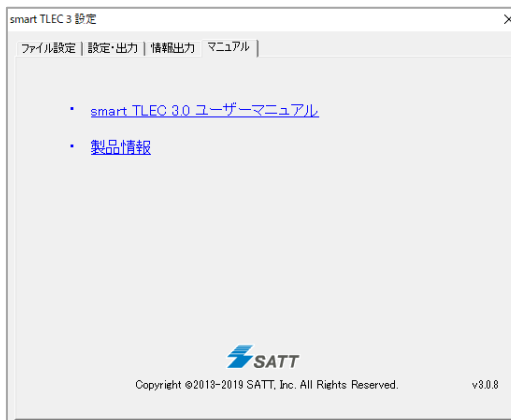 smart TLEC 3 設定
ファイル設定 設定・出力 情報出力 マニュアル
・ smart TLEC 3.0 ユーザーマニュアル
・ 製品情報
SATT
Copyright ©2013-2019 SATT, Inc. All Rights Reserved. v3.0.8